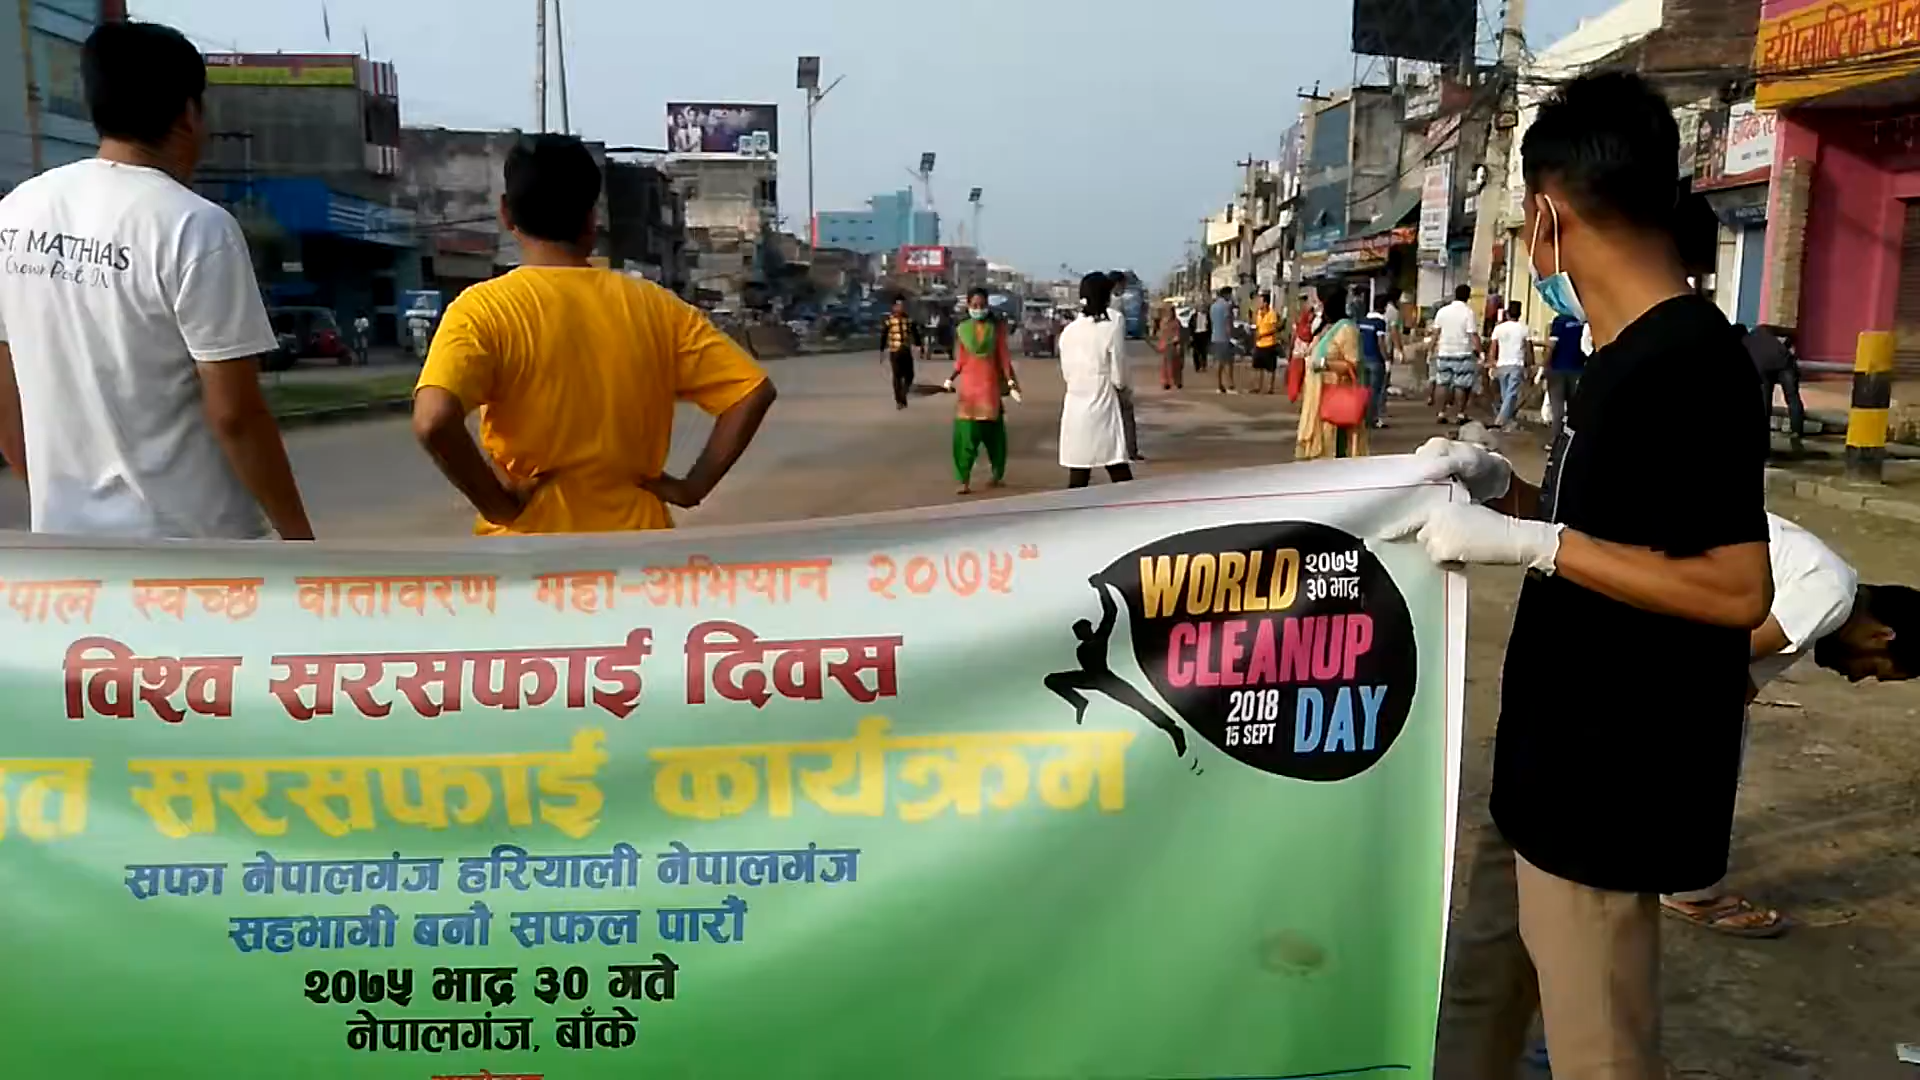 ST. MATTHIAS
Crown Point, IN
स्वच्छ वातावरण महा-अभियान २०७५"
विश्व सरसफाई दिवस
सरसफाई कार्यक्रम
सफा नेपालगंज हरियाली नेपालगंज
सहभागी बनौ सफल पारौं
२०७५ भाद्र ३० गते
नेपालगंज, बाँके
WORLD २०७५
३० भाद्र
CLEANUP
2018
15 SEPT DAY